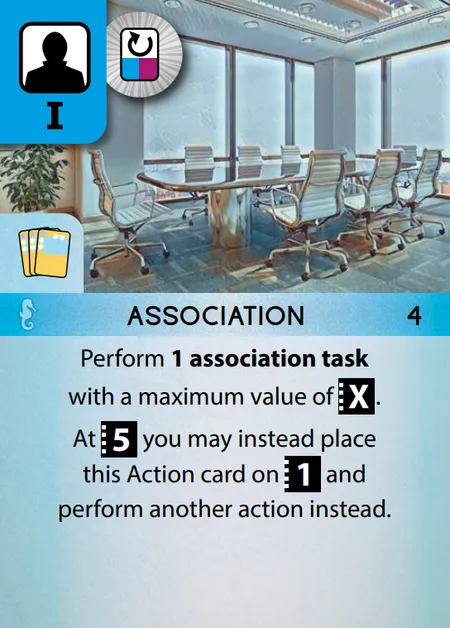 I
ASSOCIATION 4
Perform 1 association task
with a maximum value of X.
At 5 you may instead place
this Action card on 1 and
perform another action instead.